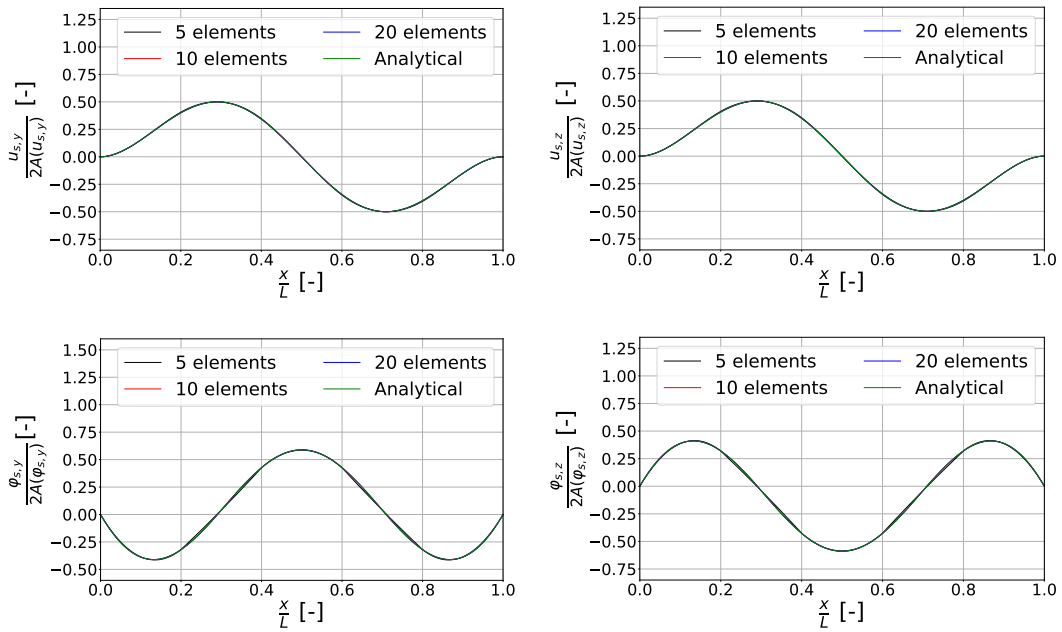 5 elements 20 elements
10 elements Analytical
1.25
1.00
0.75
0.50
0.25
0.00
−0.25
−0.50
−0.75
u_{s,y} / 2A(u_{s,y}) [-]
0.0 0.2 0.4 0.6 0.8 1.0
x / L [-]
5 elements 20 elements
10 elements Analytical
1.25
1.00
0.75
0.50
0.25
0.00
−0.25
−0.50
−0.75
u_{s,z} / 2A(u_{s,z}) [-]
0.0 0.2 0.4 0.6 0.8 1.0
x / L [-]
5 elements 20 elements
10 elements Analytical
1.50
1.25
1.00
0.75
0.50
0.25
0.00
−0.25
−0.50
φ_{s,y} / 2A(φ_{s,y}) [-]
0.0 0.2 0.4 0.6 0.8 1.0
x / L [-]
5 elements 20 elements
10 elements Analytical
1.25
1.00
0.75
0.50
0.25
0.00
−0.25
−0.50
−0.75
φ_{s,z} / 2A(φ_{s,z}) [-]
0.0 0.2 0.4 0.6 0.8 1.0
x / L [-]